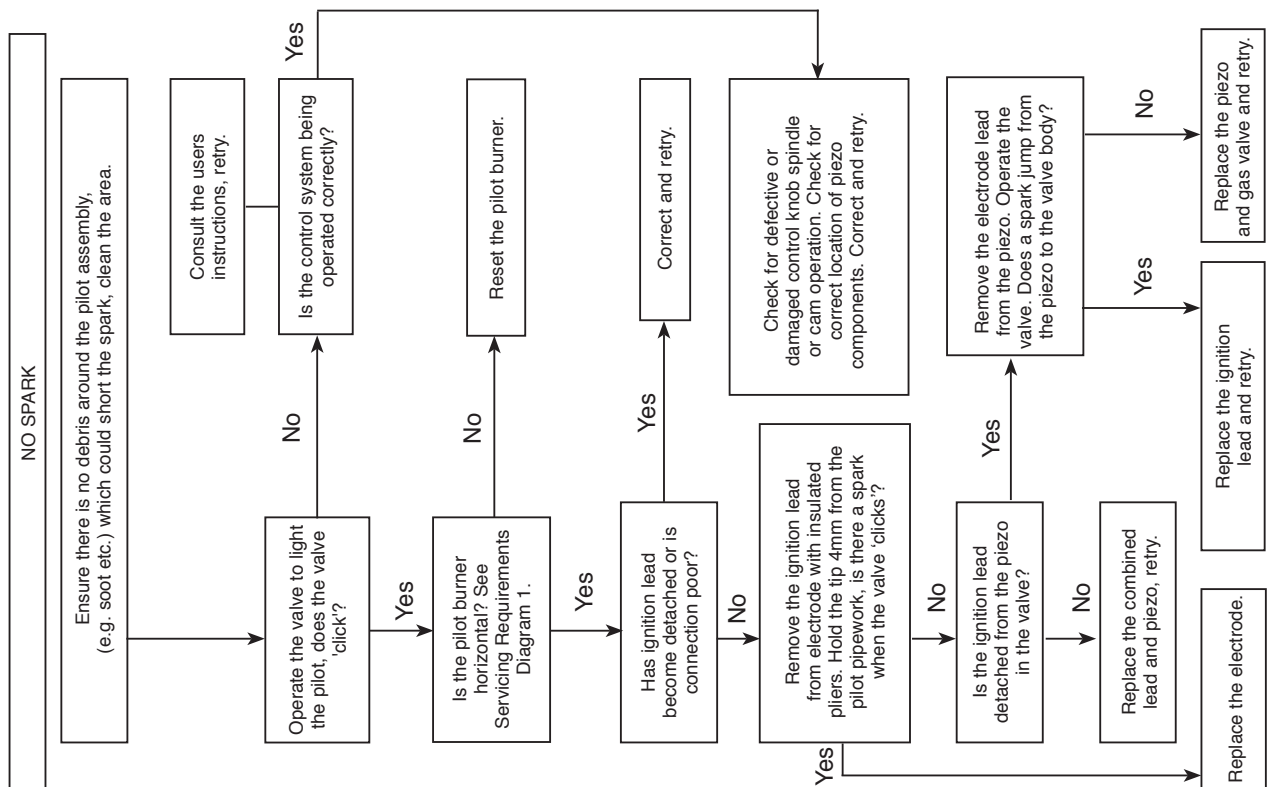 NO SPARK
Ensure there is no debris around the pilot assembly,
(e.g. soot etc.) which could short the spark, clean the area.
Operate the valve to light
the pilot, does the valve
'click'?
No
Is the control system being
operated correctly?
Consult the users
instructions, retry.
Yes
Yes
Is the pilot burner
horizontal? See
Servicing Requirements
Diagram 1.
No
Reset the pilot burner.
Yes
Has ignition lead
become detached or is
connection poor?
Yes
Correct and retry.
No
Remove the ignition lead
from electrode with insulated
pliers. Hold the tip 4mm from the
pilot pipework, is there a spark
when the valve 'clicks'?
Check for defective or
damaged control knob spindle
or cam operation. Check for
correct location of piezo
components. Correct and retry.
Yes
No
Is the ignition lead
detached from the piezo
in the valve?
Yes
Remove the electrode lead
from the piezo. Operate the
valve. Does a spark jump from
the piezo to the valve body?
No
Replace the combined
lead and piezo, retry.
Yes
No
Replace the electrode.
Replace the ignition
lead and retry.
Replace the piezo
and gas valve and retry.